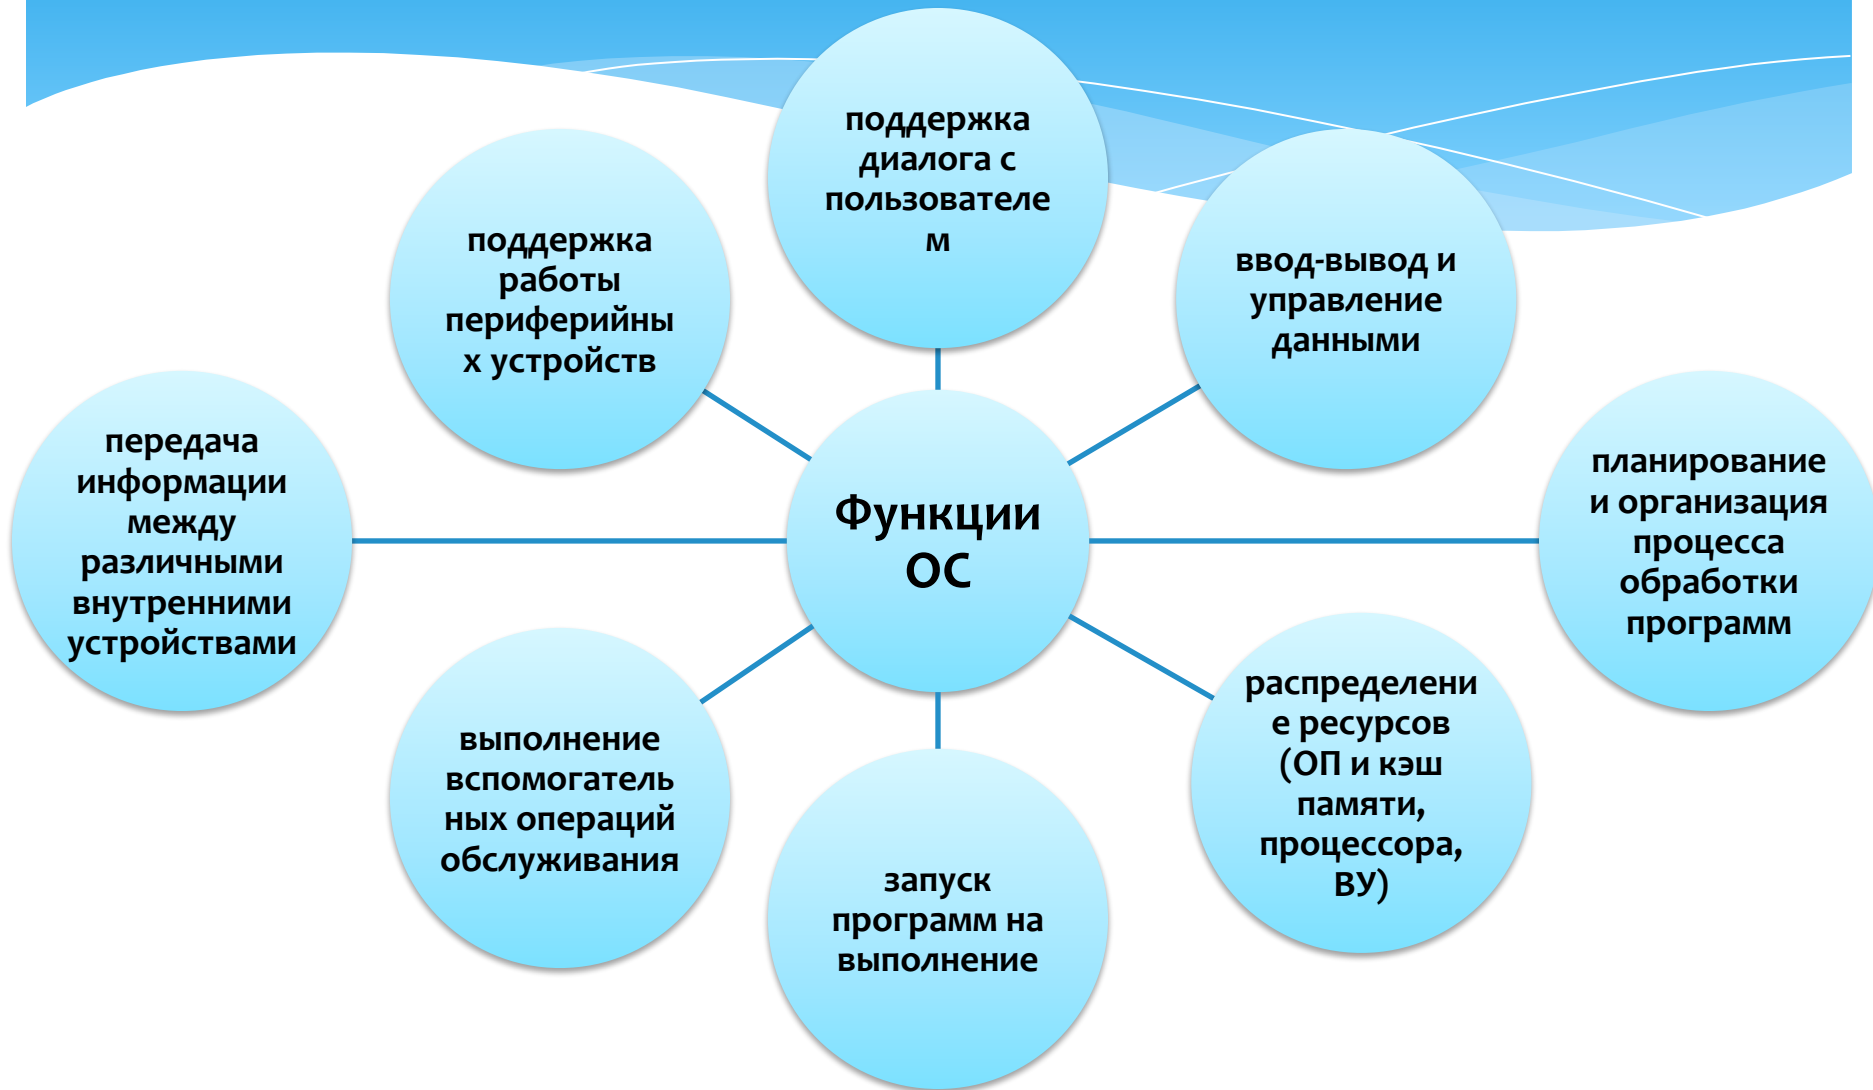 поддержка
диалога с
пользователе
м
ввод-вывод и
управление
данными
планирование
и организация
процесса
обработки
программ
распределени
е ресурсов
(ОП и кэш
памяти,
процессора,
ВУ)
запуск
программ на
выполнение
выполнение
вспомогатель
ных операций
обслуживания
передача
информации
между
различными
внутренними
устройствами
поддержка
работы
периферийны
х устройств
Функции
ОС